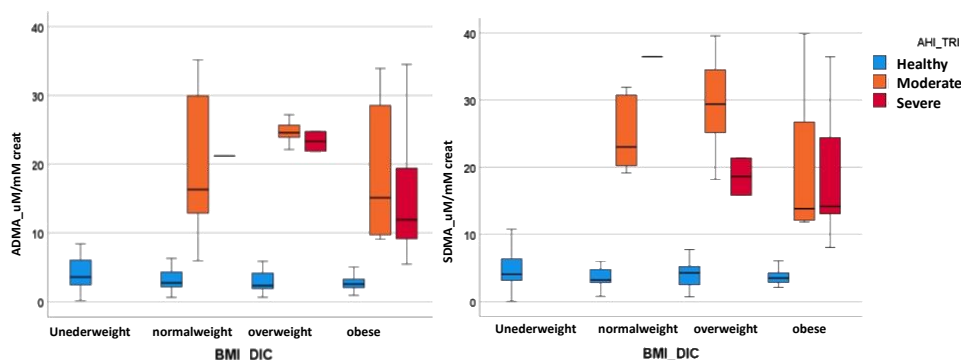 ADMA_uM/mM creat
40
30
20
10
0
Unederweight normalweight overweight obese
BMI_DIC
SDMA_uM/mM creat
40
30
20
10
0
Unederweight normalweight overweight obese
BMI_DIC
AHI_TRI
Healthy
Moderate
Severe